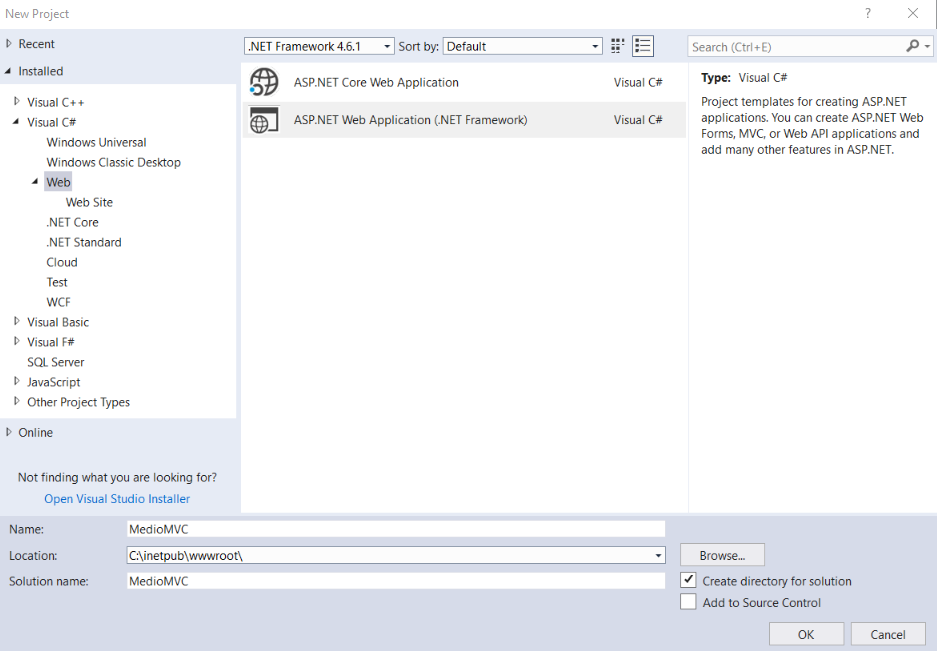 New Project
?
Recent
Installed
Visual C++
Visual C#
Windows Universal
Windows Classic Desktop
Web
Web Site
.NET Core
.NET Standard
Cloud
Test
WCF
Visual Basic
Visual F#
SQL Server
JavaScript
Other Project Types
Online
Not finding what you are looking for?
Open Visual Studio Installer
.NET Framework 4.6.1 Sort by: Default
ASP.NET Core Web Application Visual C#
ASP.NET Web Application (.NET Framework) Visual C#
Search (Ctrl+E)
Type: Visual C#
Project templates for creating ASP.NET
applications. You can create ASP.NET Web
Forms, MVC, or Web API applications and
add many other features in ASP.NET.
Name: MedioMVC
Location: C:\inetpub\wwwroot\ Browse...
Solution name: MedioMVC
Create directory for solution
Add to Source Control
OK Cancel